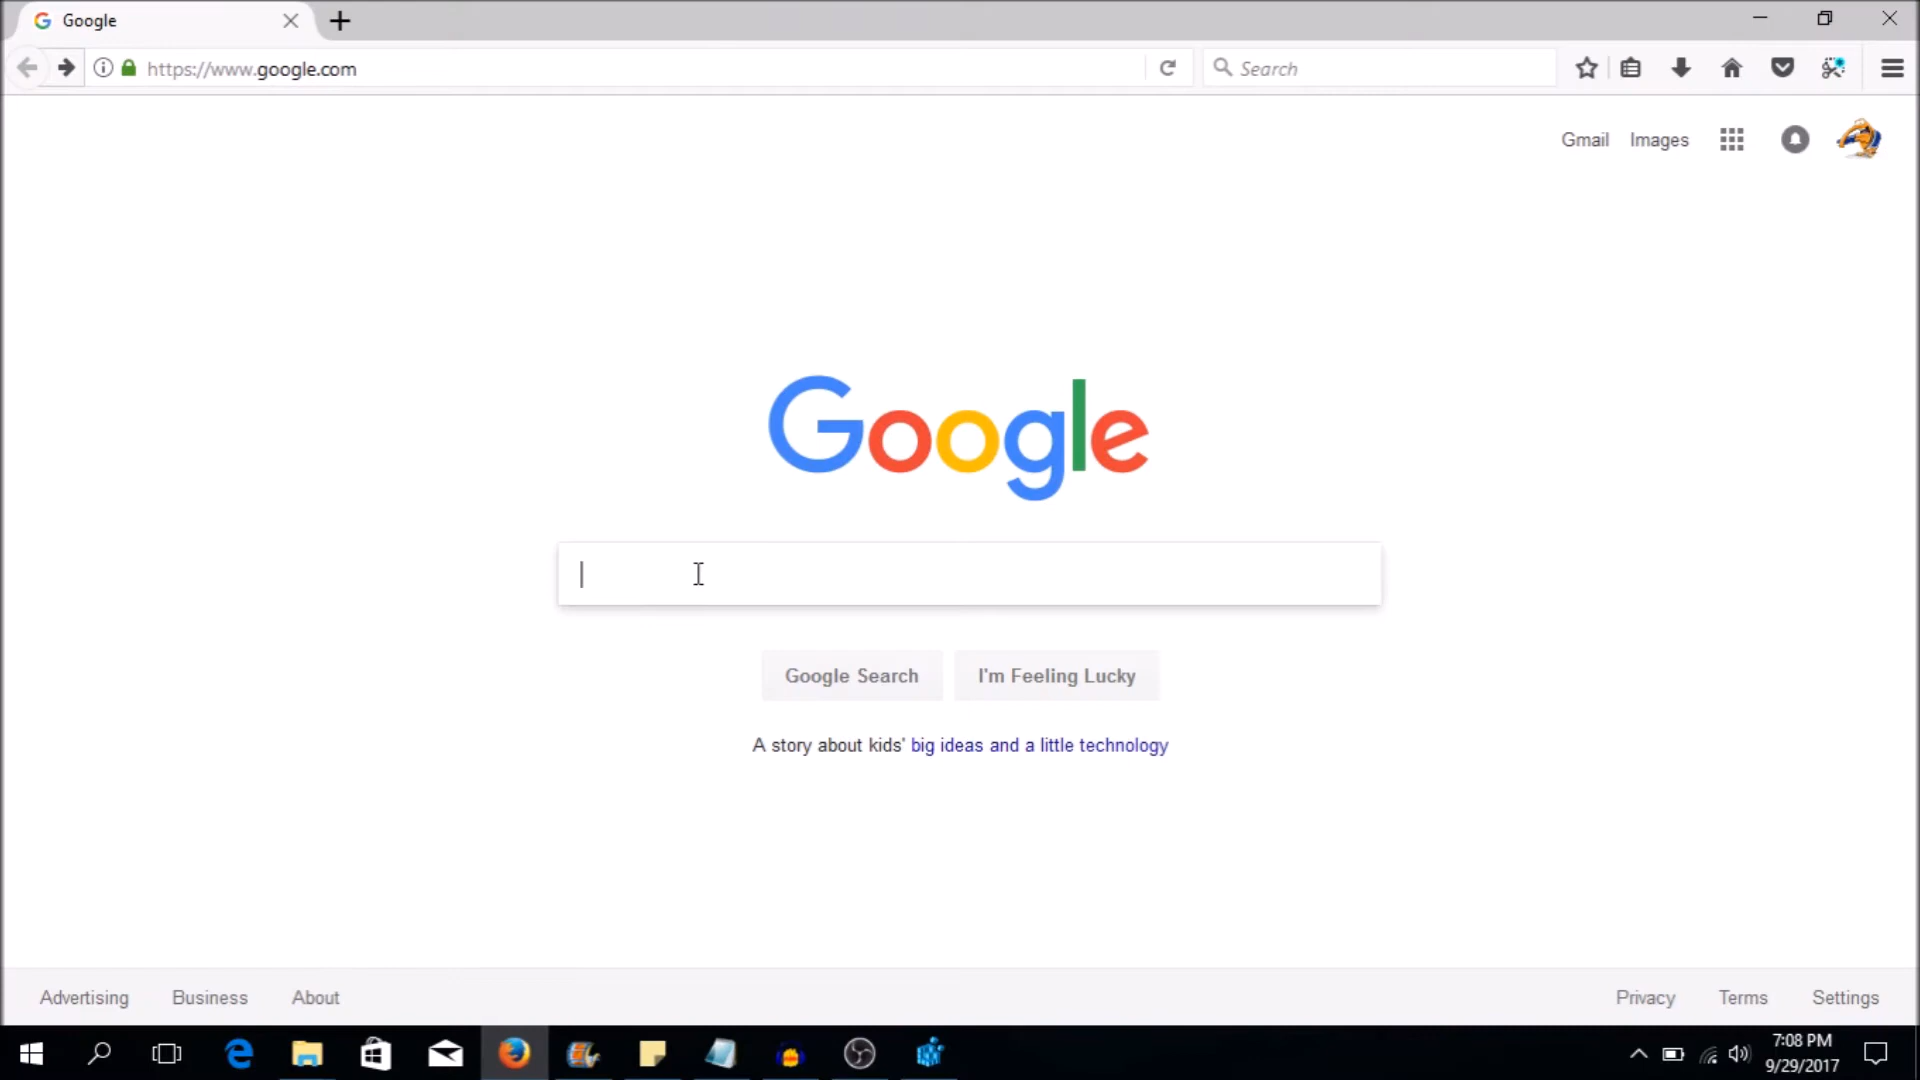 Google
https://www.google.com
Search
Gmail Images
Google
Google Search I'm Feeling Lucky
A story about kids' big ideas and a little technology
Advertising Business About Privacy Terms Settings
7:08 PM
9/29/2017